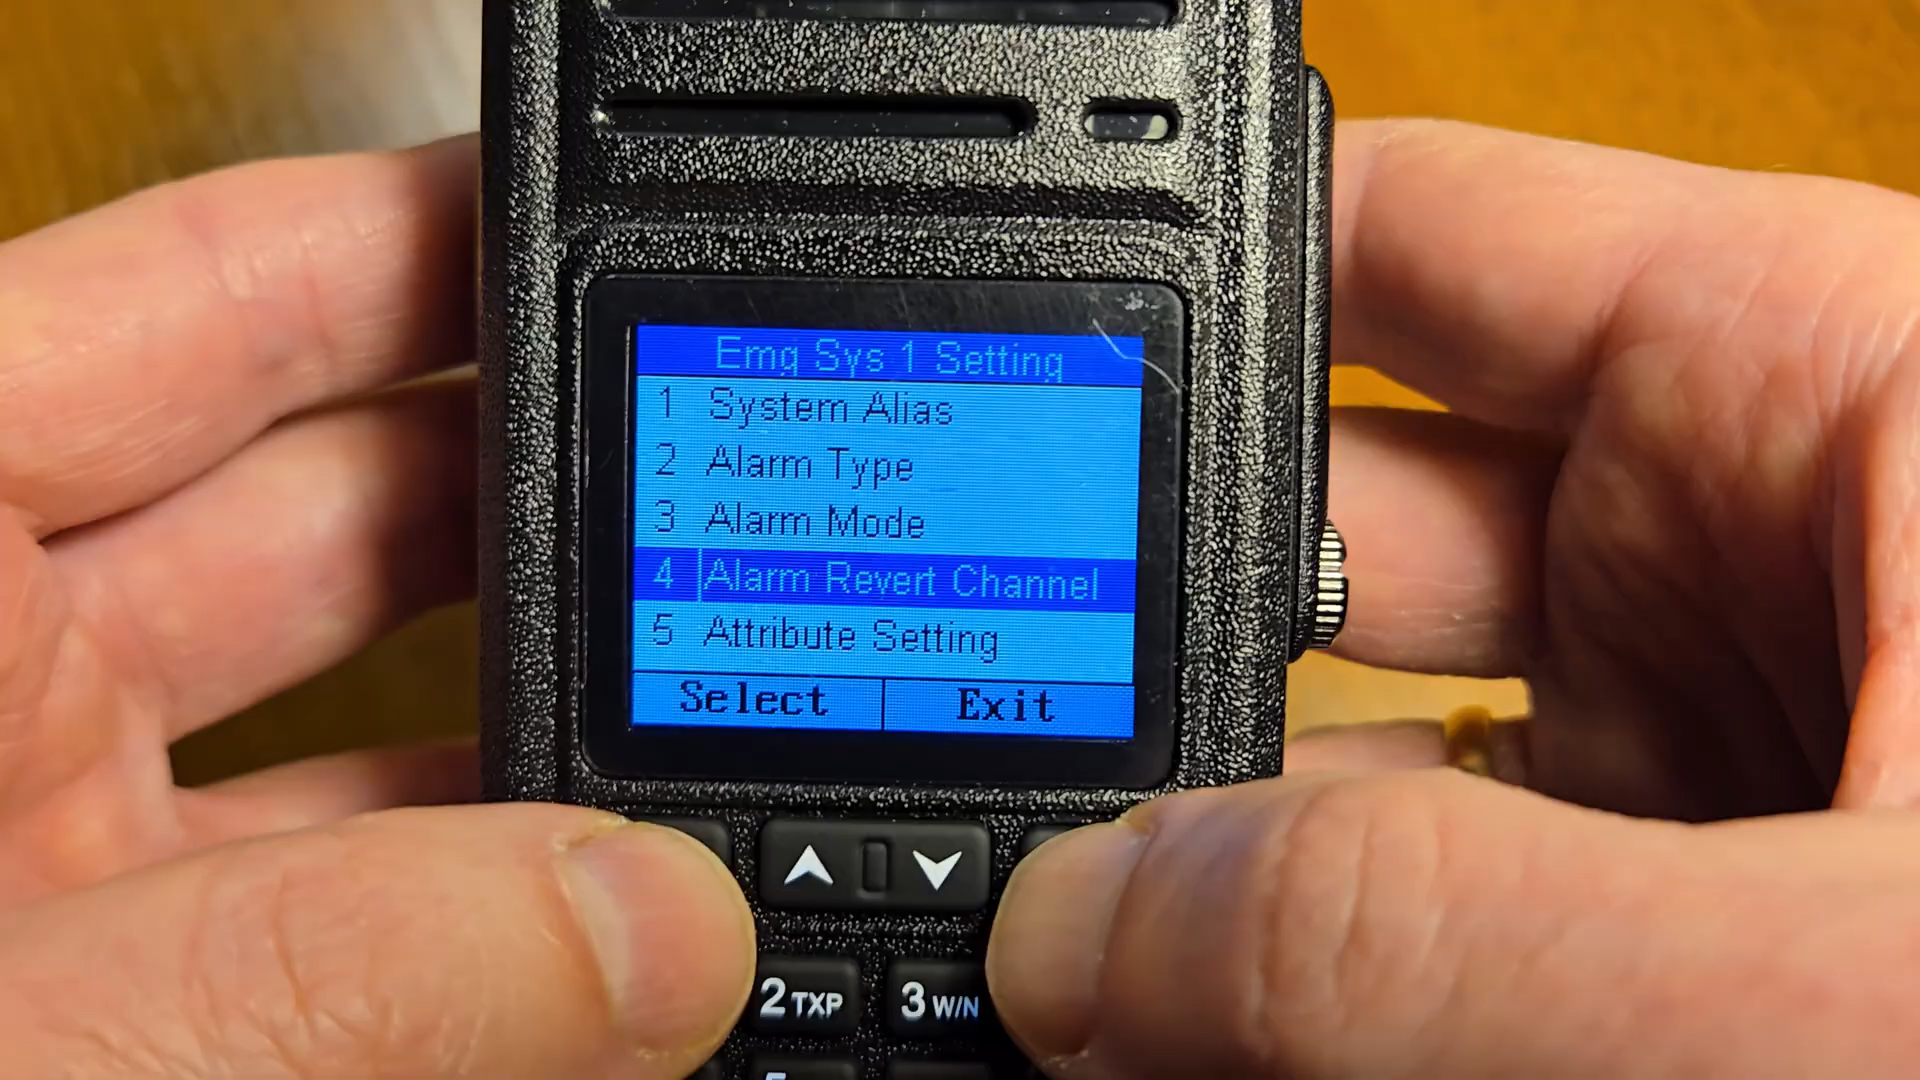 Emg Sys 1 Setting
1 System Alias
2 Alarm Type
3 Alarm Mode
4 Alarm Revert Channel
5 Attribute Setting
Select Exit
2 TXP 3 W/N